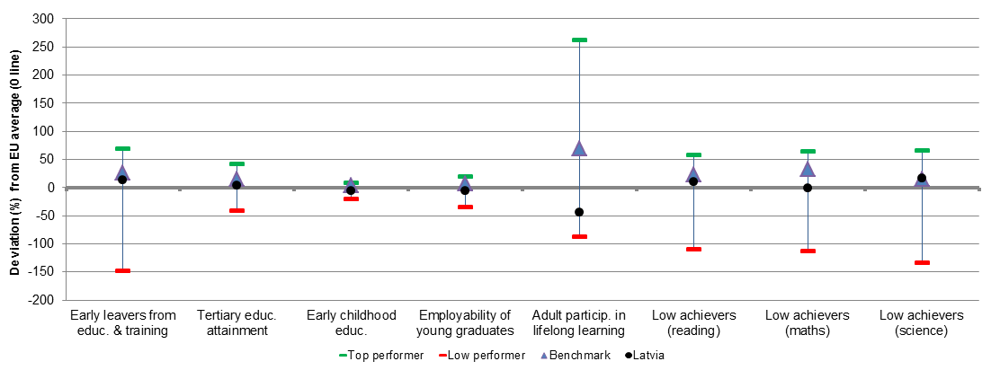 Deviation (%) from EU average (0 line)
300
250
200
150
100
50
0
-50
-100
-150
-200
Early leavers from
educ. & training
Tertiary educ.
attainment
Early childhood
educ.
Employability of
young graduates
Adult particip. in
lifelong learning
Low achievers
(reading)
Low achievers
(maths)
Low achievers
(science)
Top performer
Low performer
Benchmark
Latvia